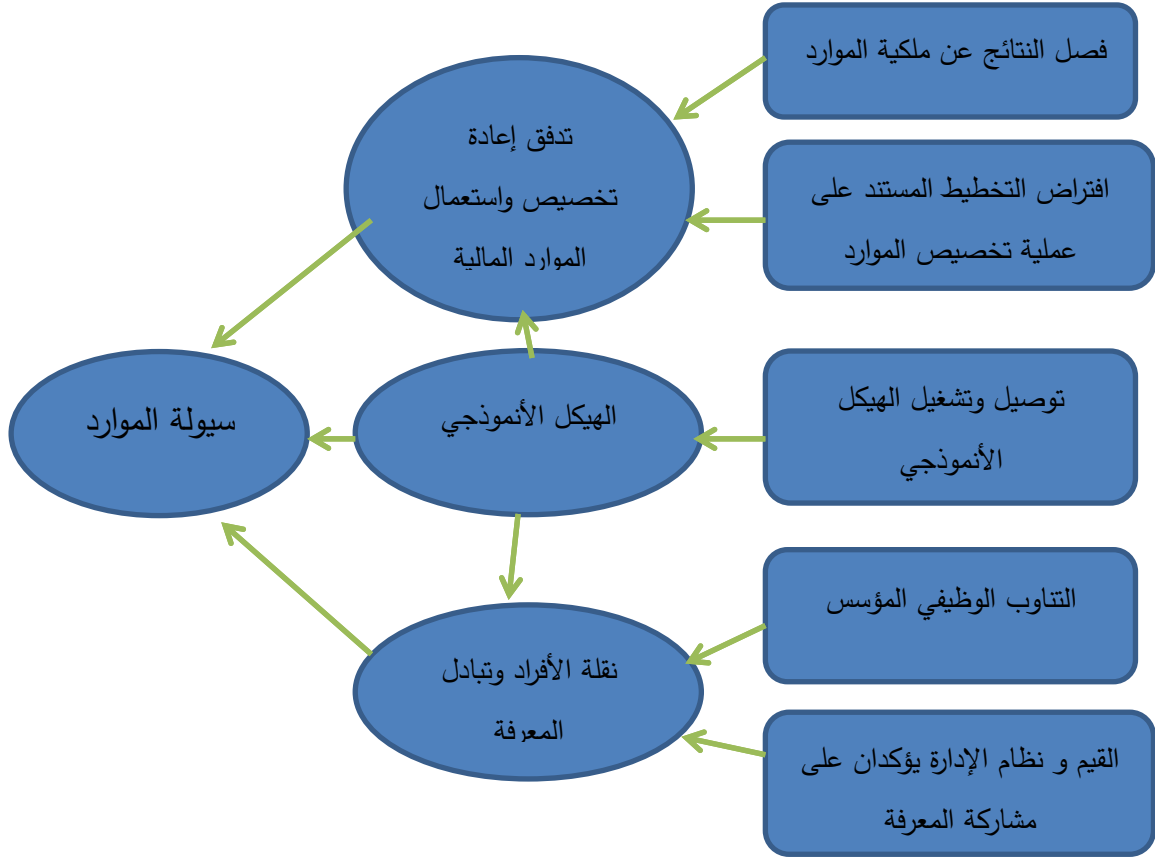 فصل النتائج عن ملكية الموارد
تدفق إعادة
تخصيص واستعمال
الموارد المالية
افتراض التخطيط المستند على
عملية تخصيص الموارد
توصيل وتشغيل الهيكل
الأنموذجي
الهيكل الأنموذجي
سيولة الموارد
التناوب الوظيفي المؤسس
نقلة الأفراد وتبادل
المعرفة
القيم و نظام الإدارة يؤكدان على
مشاركة المعرفة